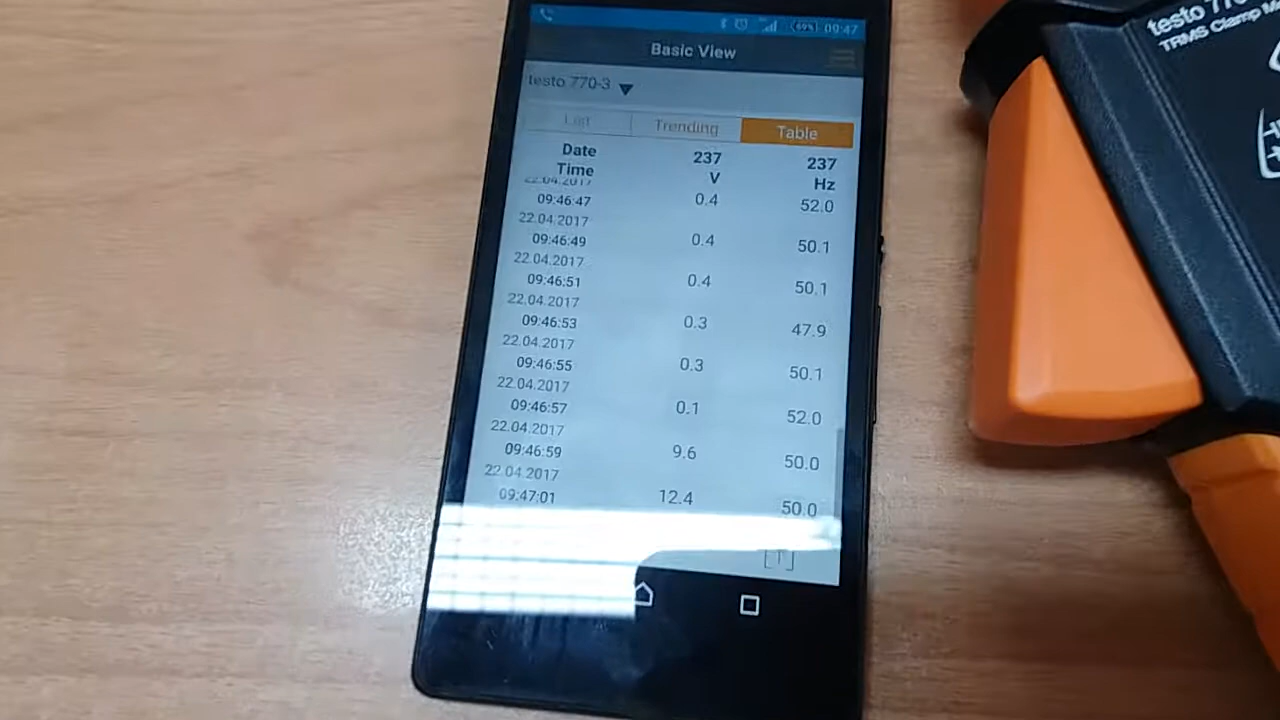 69% 09:47
Basic View
testo 770-3
List Trending Table
Date 237 237
Time V Hz
22.04.2017
09:46:47 0.4 52.0
22.04.2017
09:46:49 0.4 50.1
22.04.2017
09:46:51 0.4 50.1
22.04.2017
09:46:53 0.3 47.9
22.04.2017
09:46:55 0.3 50.1
22.04.2017
09:46:57 0.1 52.0
22.04.2017
09:46:59 9.6 50.0
22.04.2017
09:47:01 12.4 50.0
testo 770
TRMS Clamp